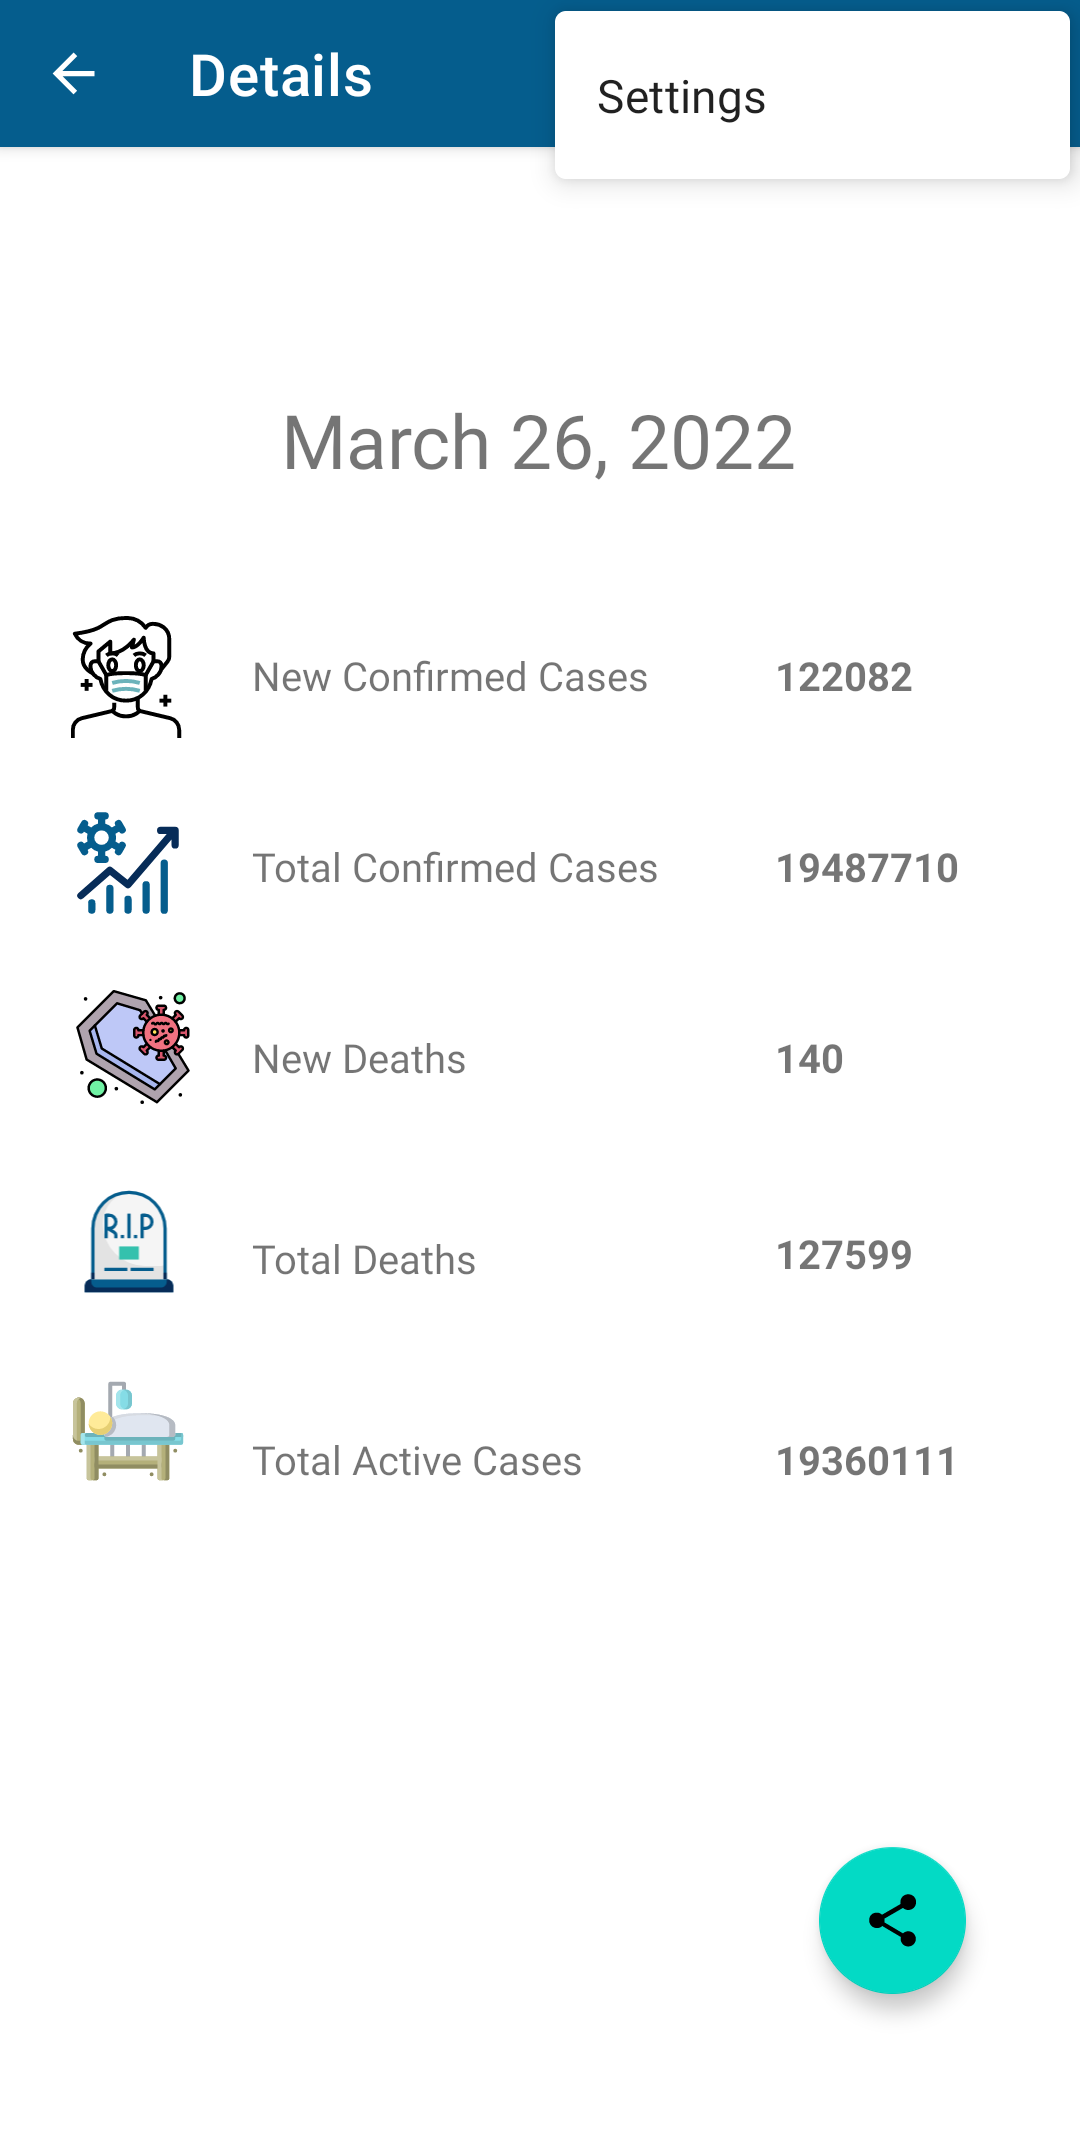 Details
Settings
March 26, 2022
New Confirmed Cases 122082
Total Confirmed Cases 19487710
New Deaths 140
R.I.P
Total Deaths 127599
Total Active Cases 19360111